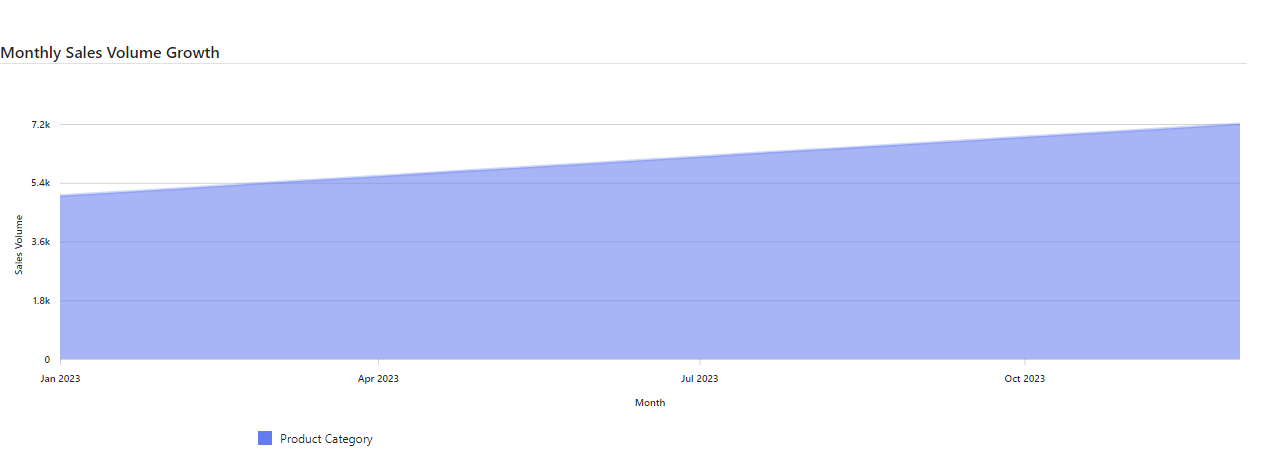 Monthly Sales Volume Growth
7.2k
5.4k
3.6k
1.8k
0
Sales Volume
Jan 2023
Apr 2023
Jul 2023
Oct 2023
Month
Product Category